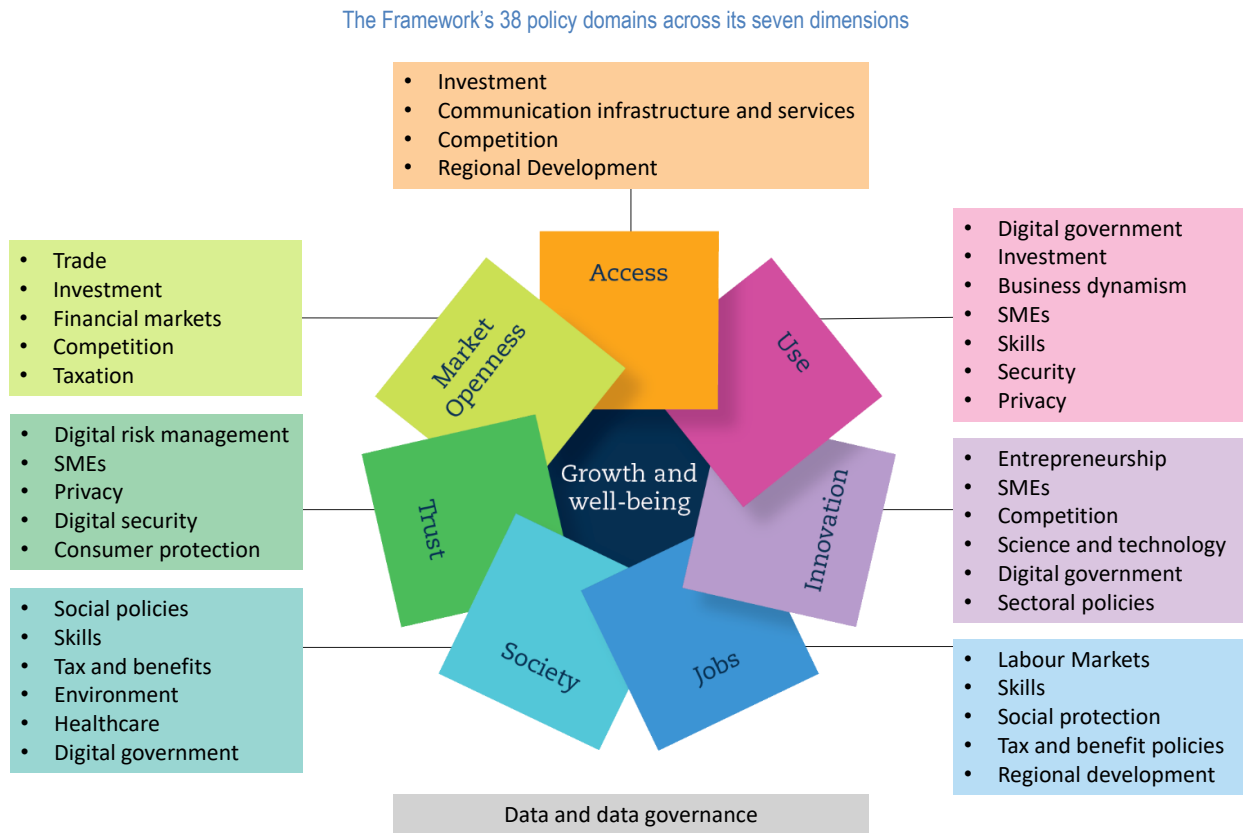 The Framework's 38 policy domains across its seven dimensions
• Investment
• Communication infrastructure and services
• Competition
• Regional Development
• Trade
• Investment
• Financial markets
• Competition
• Taxation
• Digital risk management
• SMEs
• Privacy
• Digital security
• Consumer protection
• Social policies
• Skills
• Tax and benefits
• Environment
• Healthcare
• Digital government
Access
Market
Openness
Use
Growth and
well-being
Trust
Innovation
Society
Jobs
• Digital government
• Investment
• Business dynamism
• SMEs
• Skills
• Security
• Privacy
• Entrepreneurship
• SMEs
• Competition
• Science and technology
• Digital government
• Sectoral policies
• Labour Markets
• Skills
• Social protection
• Tax and benefit policies
• Regional development
Data and data governance